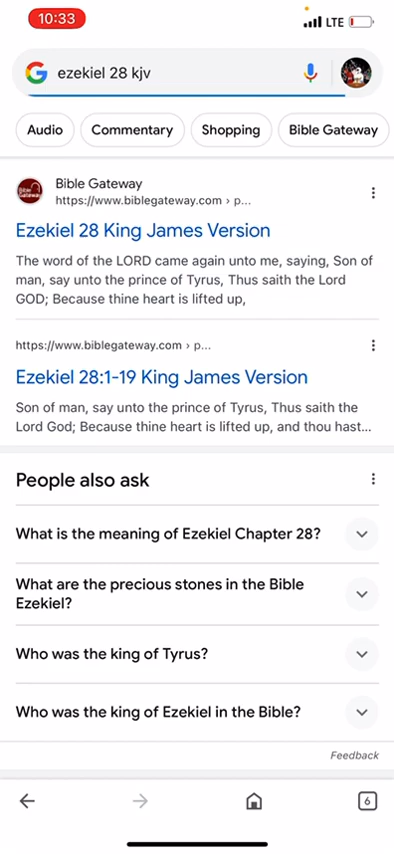 10:33
LTE
ezekiel 28 kjv
Audio
Commentary
Shopping
Bible Gateway
Bible Gateway
https://www.biblegateway.com › p...
Ezekiel 28 King James Version
The word of the LORD came again unto me, saying, Son of
man, say unto the prince of Tyrus, Thus saith the Lord
GOD; Because thine heart is lifted up,
https://www.biblegateway.com › p...
Ezekiel 28:1-19 King James Version
Son of man, say unto the prince of Tyrus, Thus saith the
Lord God; Because thine heart is lifted up, and thou hast...
People also ask
What is the meaning of Ezekiel Chapter 28?
What are the precious stones in the Bible
Ezekiel?
Who was the king of Tyrus?
Who was the king of Ezekiel in the Bible?
Feedback
6